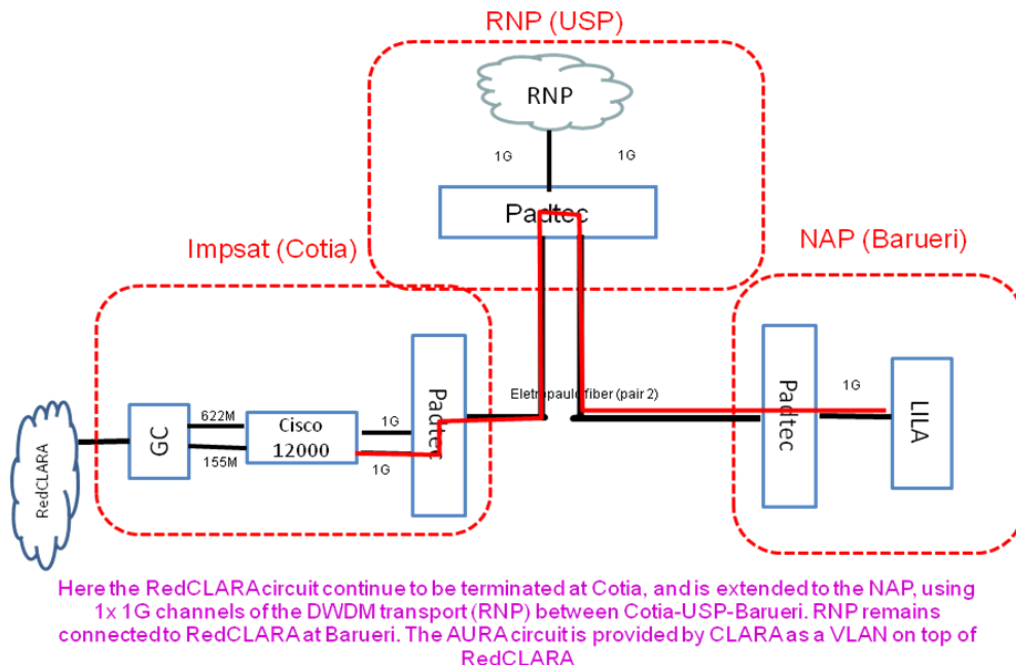 RNP (USP)
RNP
1G
1G
Padtec
Impsat (Cotia)
NAP (Barueri)
Padtec
Eletropaulo fiber (pair 2)
Padtec
1G
LILA
RedCLARA
GC
622M
155M
Cisco
12000
1G
1G
Here the RedCLARA circuit continue to be terminated at Cotia, and is extended to the NAP, using
1x 1G channels of the DWDM transport (RNP) between Cotia-USP-Barueri. RNP remains
connected to RedCLARA at Barueri. The AURA circuit is provided by CLARA as a VLAN on top of
RedCLARA